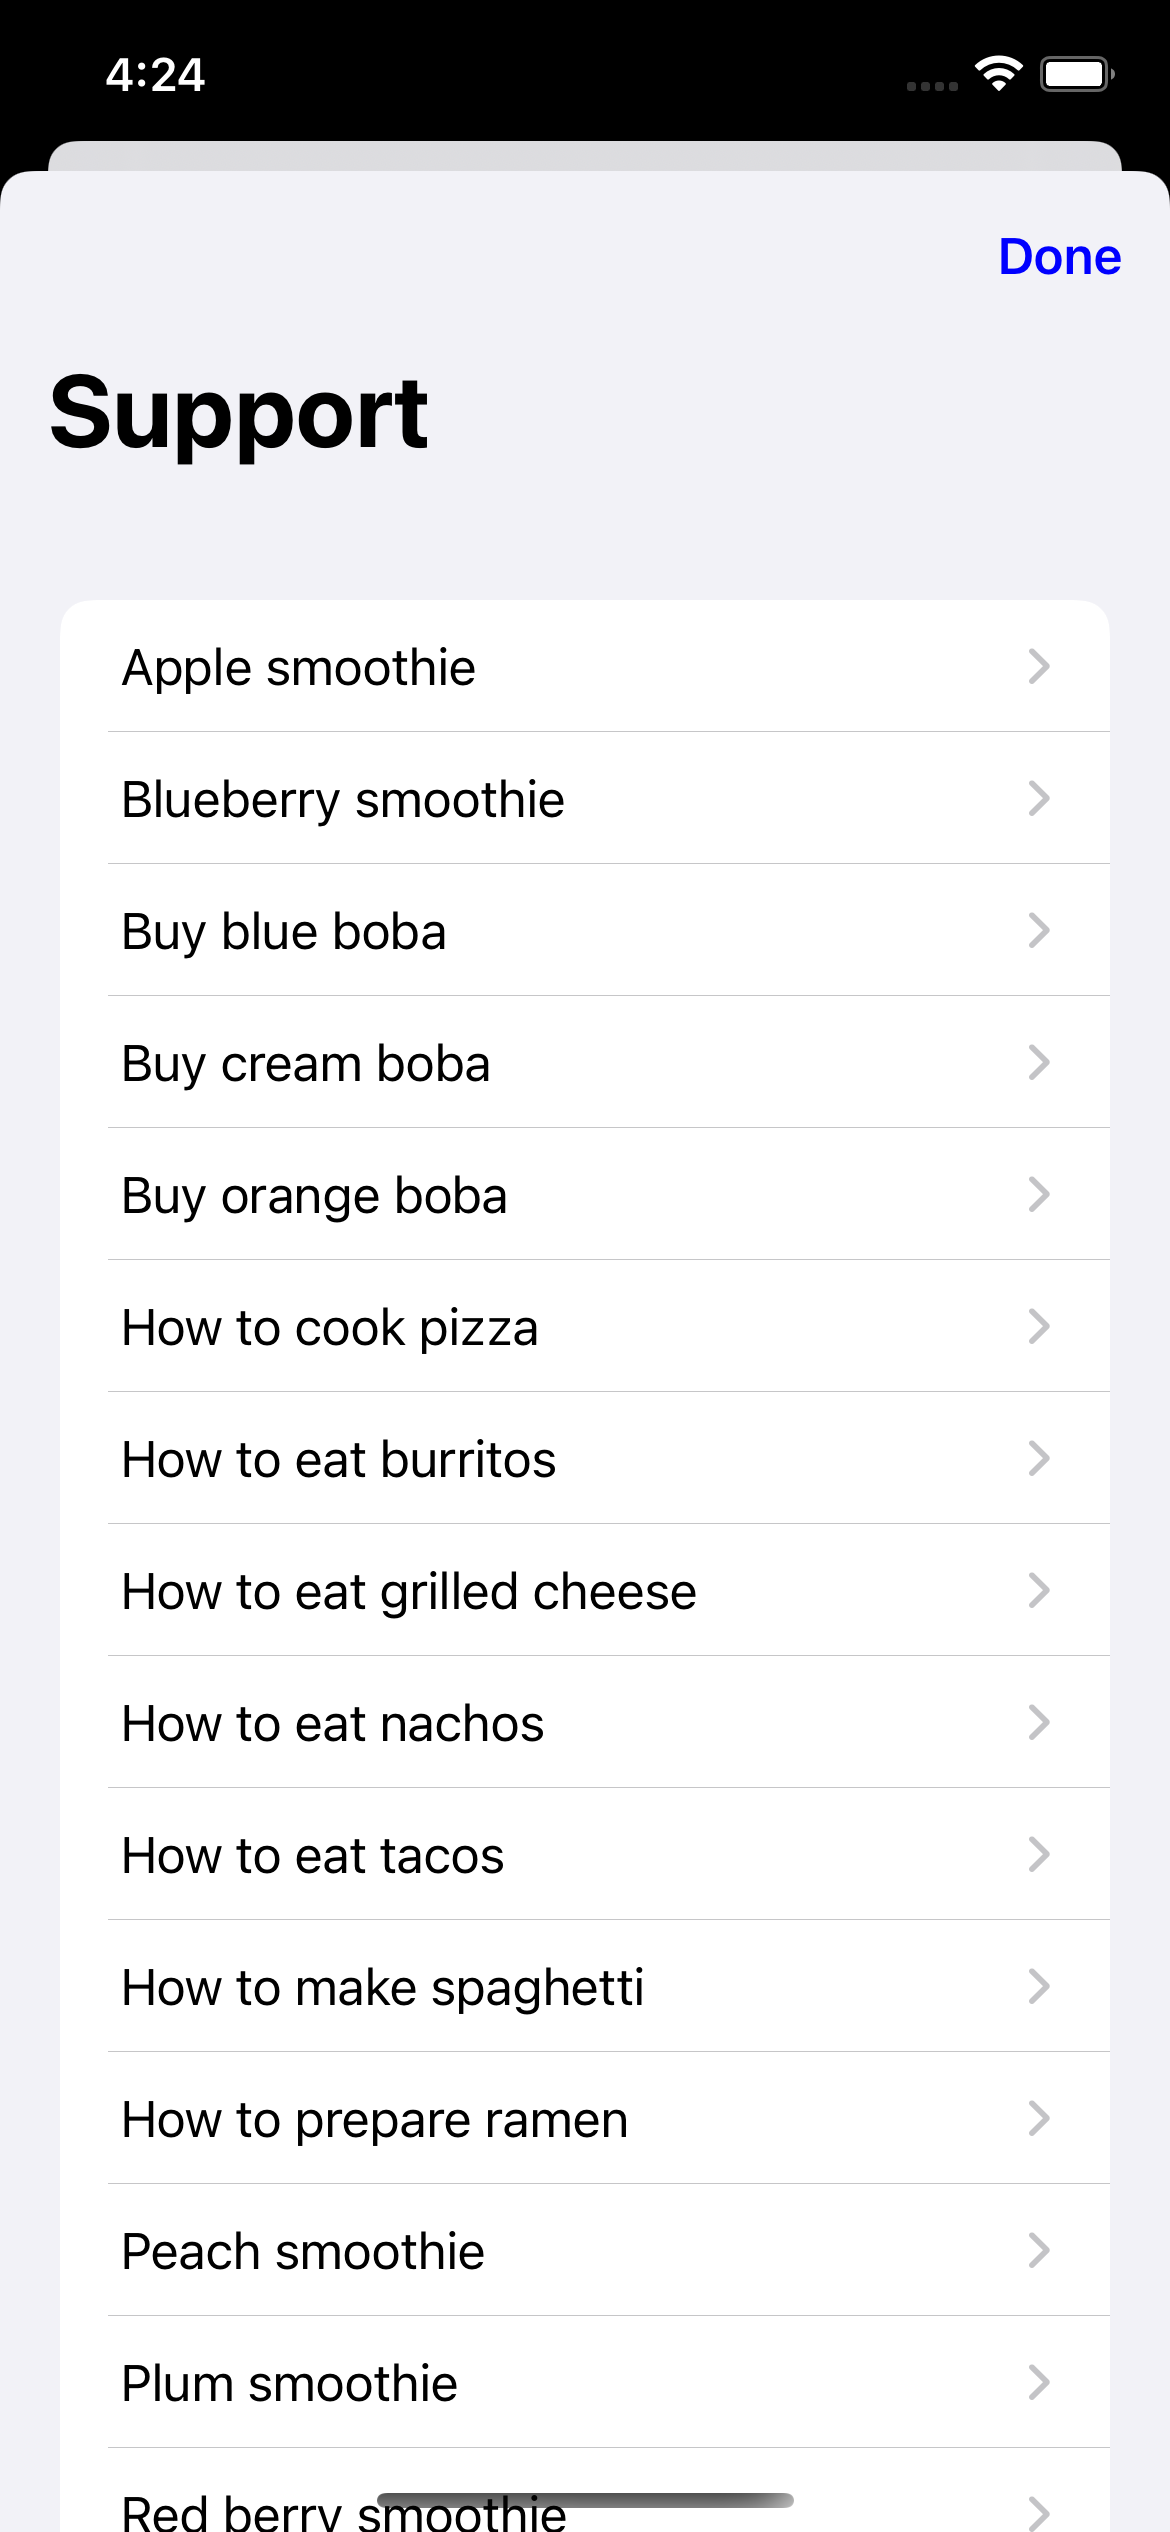 4:24
Done
Support
Apple smoothie
Blueberry smoothie
Buy blue boba
Buy cream boba
Buy orange boba
How to cook pizza
How to eat burritos
How to eat grilled cheese
How to eat nachos
How to eat tacos
How to make spaghetti
How to prepare ramen
Peach smoothie
Plum smoothie
Red berry smoothie